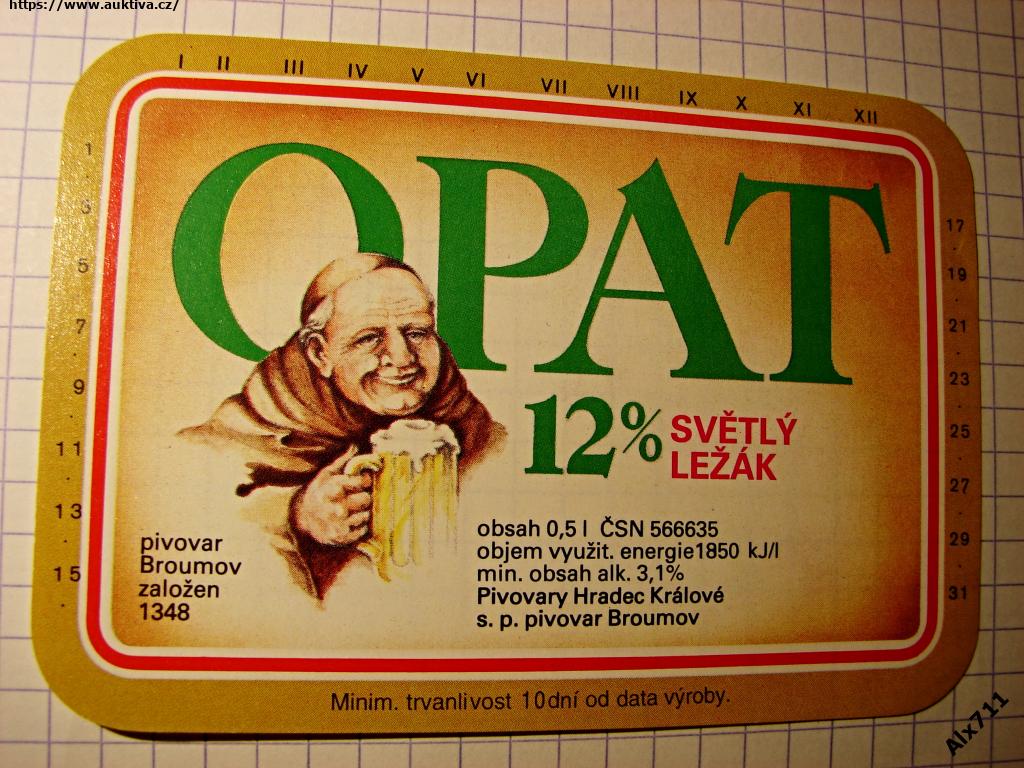 https://www.auktiva.cz/
I II III IV V VI VII VIII IX X XI XII
1
3
5
7
9
11
13
15
17
19
21
23
25
27
29
31
OPAT
12% SVĚTLÝ
LEŽÁK
pivovar
Broumov
založen
1348
obsah 0,5 l ČSN 566635
objem využit. energie1850 kJ/l
min. obsah alk. 3,1%
Pivovary Hradec Králové
s. p. pivovar Broumov
Minim. trvanlivost 10dní od data výroby.
Alx711